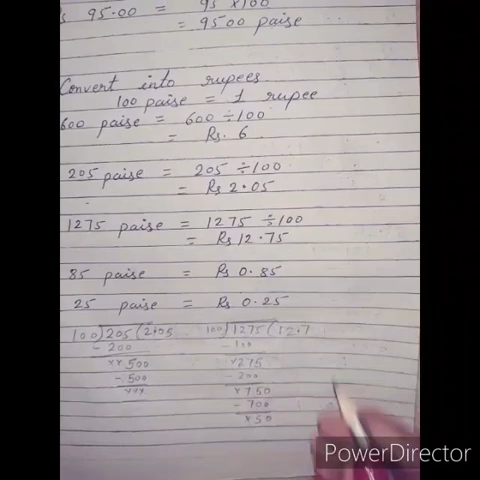 95.00 = 95 × 100
= 9500 paise
Convert into rupees.
100 paise = 1 rupee
600 paise = 600 ÷ 100
= Rs. 6
205 paise = 205 ÷ 100
= Rs 2.05
1275 paise = 1275 ÷ 100
= Rs 12.75
85 paise = Rs 0.85
25 paise = Rs 0.25
100)205(2.05 100)1275(12.7
- 200 - 100
××500 ×275
- 500 - 200
××× ×750
- 700
×50
PowerDirector